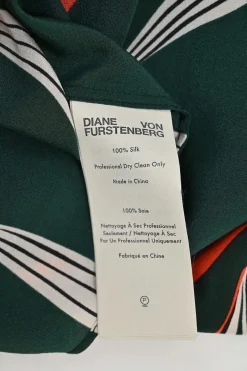 DIANE VON
FURSTENBERG
100% Silk
Professional Dry Clean Only
Made in China
100% Soie
Nettoyage À Sec Professionnel
Seulement / Nettoyage À Sec
Par Un Professionnel Uniquement
Fabriqué en Chine
P